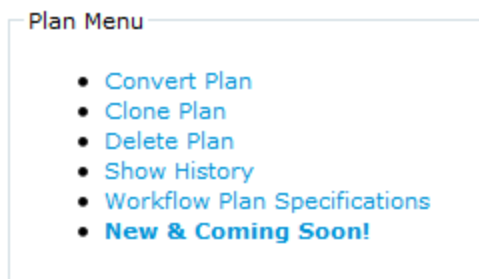 Plan Menu
Convert Plan
Clone Plan
Delete Plan
Show History
Workflow Plan Specifications
New & Coming Soon!